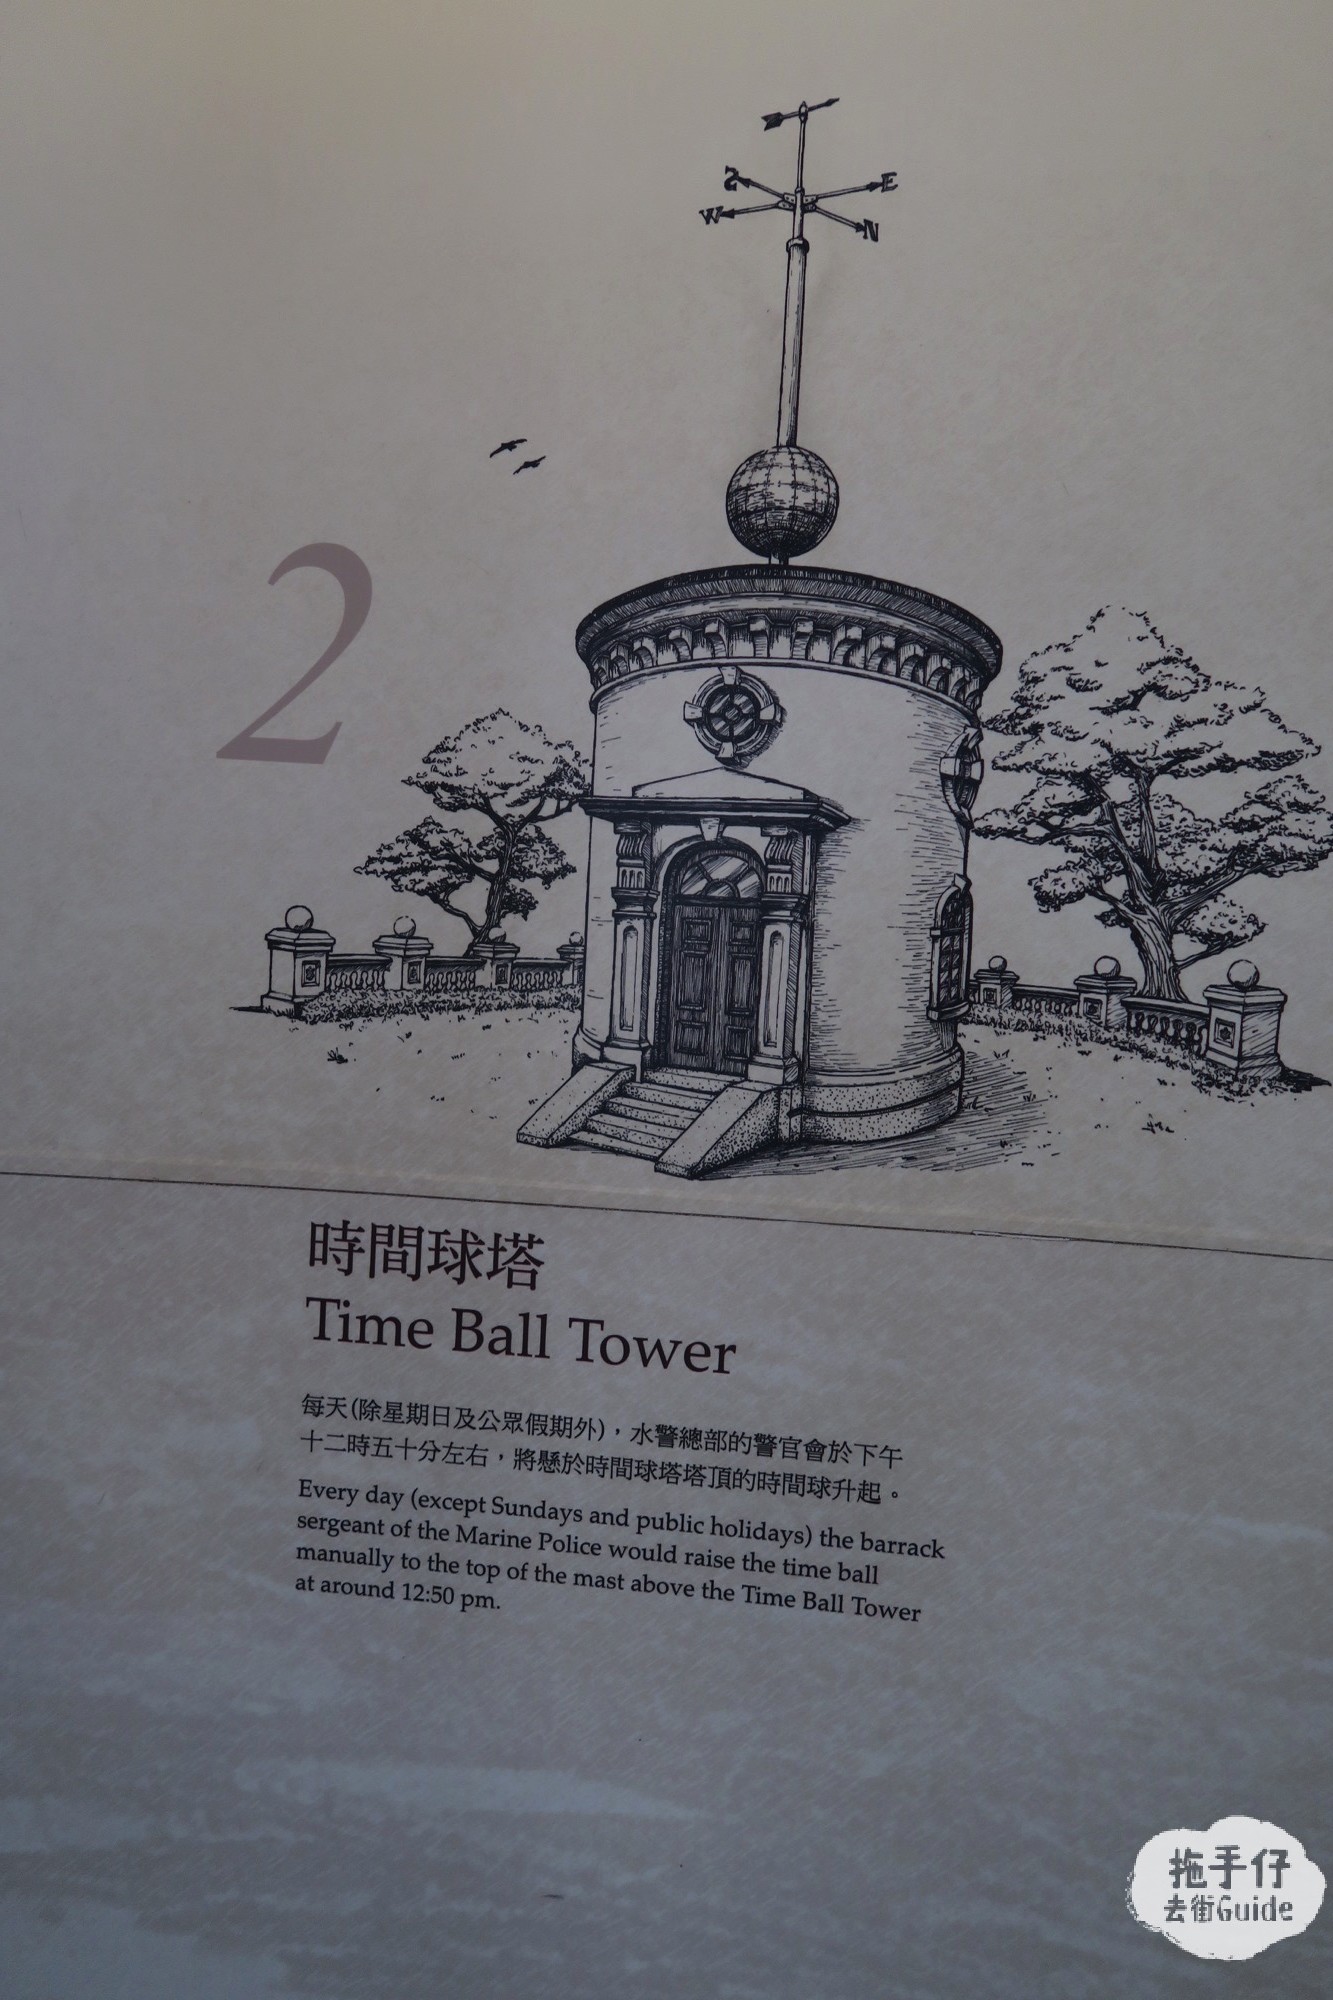 S
E
W
N
2
時間球塔
Time Ball Tower
每天(除星期日及公眾假期外)，水警總部的警官會於下午
十二時五十分左右，將懸於時間球塔塔頂的時間球升起。
Every day (except Sundays and public holidays) the barrack
sergeant of the Marine Police would raise the time ball
manually to the top of the mast above the Time Ball Tower
at around 12:50 pm.
拖手仔
去街Guide